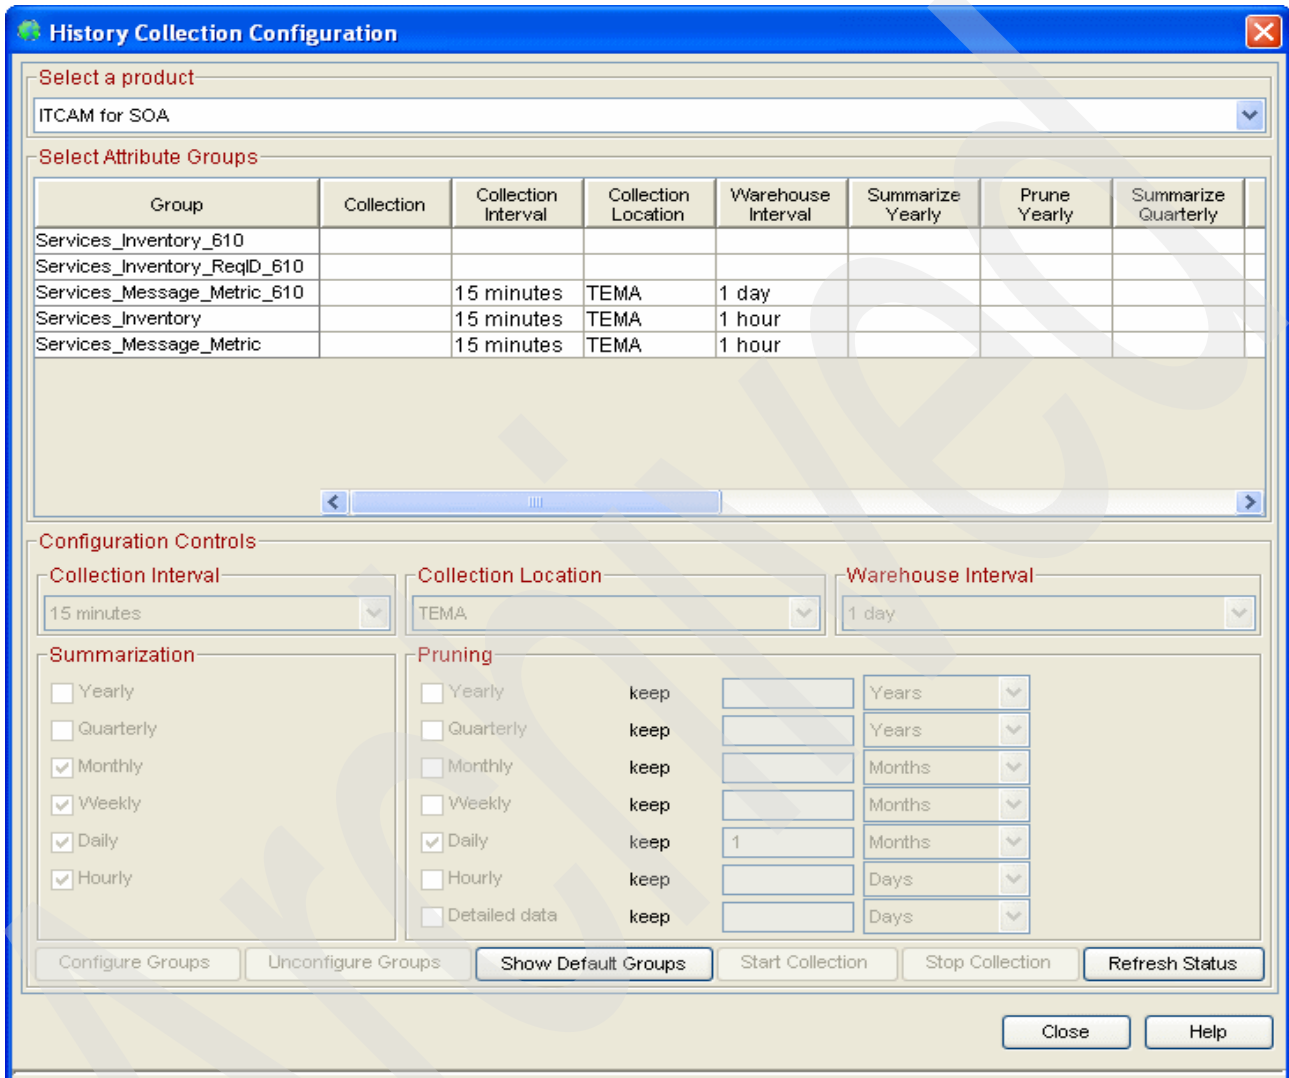 History Collection Configuration
Select a product
ITCAM for SOA
Select Attribute Groups
Group Collection Collection Interval Collection Location Warehouse Interval Summarize Yearly Prune Yearly Summarize Quarterly
Services_Inventory_610
Services_Inventory_ReqID_610
Services_Message_Metric_610 15 minutes TEMA 1 day
Services_Inventory 15 minutes TEMA 1 hour
Services_Message_Metric 15 minutes TEMA 1 hour
Configuration Controls
Collection Interval Collection Location Warehouse Interval
15 minutes TEMA 1 day
Summarization Pruning
Yearly Yearly keep Years
Quarterly Quarterly keep Years
Monthly Monthly keep Months
Weekly Weekly keep Months
Daily Daily keep 1 Months
Hourly Hourly keep Days
Detailed data keep Days
Configure Groups Unconfigure Groups Show Default Groups Start Collection Stop Collection Refresh Status
Close Help
Archived